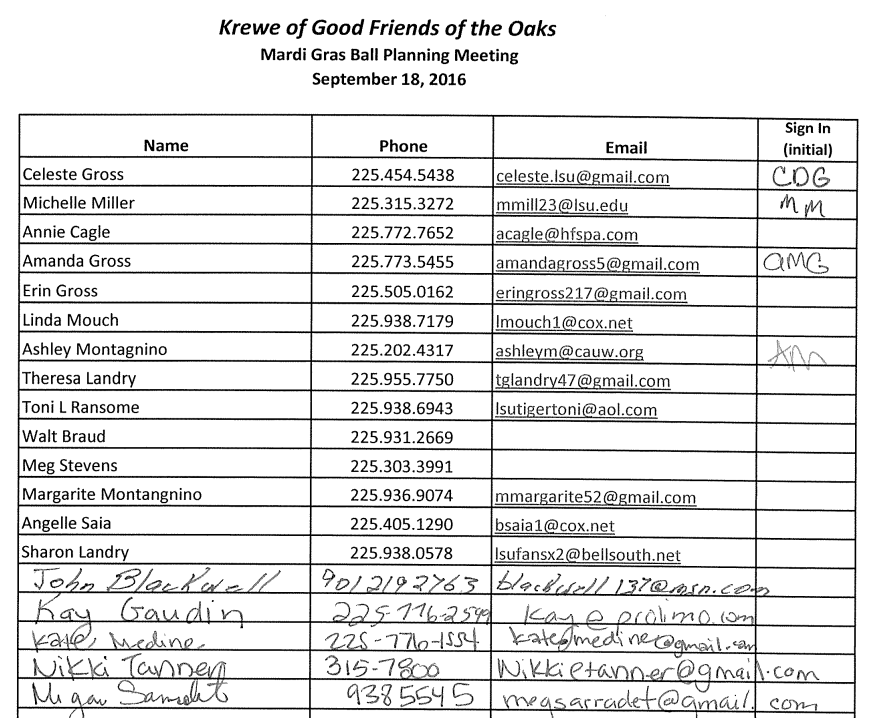 Krewe of Good Friends of the Oaks
Mardi Gras Ball Planning Meeting
September 18, 2016
Name Phone Email Sign In (initial)
Celeste Gross 225.454.5438 celeste.lsu@gmail.com CDG
Michelle Miller 225.315.3272 mmill23@lsu.edu MM
Annie Cagle 225.772.7652 acagle@hfspa.com
Amanda Gross 225.773.5455 amandagross5@gmail.com AMG
Erin Gross 225.505.0162 eringross217@gmail.com
Linda Mouch 225.938.7179 lmouch1@cox.net
Ashley Montagnino 225.202.4317 ashleym@cauw.org
Theresa Landry 225.955.7750 tglandry47@gmail.com
Toni L Ransome 225.938.6943 lsutigertoni@aol.com
Walt Braud 225.931.2669
Meg Stevens 225.303.3991
Margarite Montangnino 225.936.9074 mmargarite52@gmail.com
Angelle Saia 225.405.1290 bsaia1@cox.net
Sharon Landry 225.938.0578 lsufansx2@bellsouth.net
John Blackwell 9012192763 blackwell137@msn.com
Kay Gaudin 225-776-2599 kay@prolimo.com
Kate Medine 225-776-1554 katemedine@gmail.com
Nikki Tanner 315-7800 Nikkietanner@gmail.com
Megan 9385545 megsarradet@gmail.com